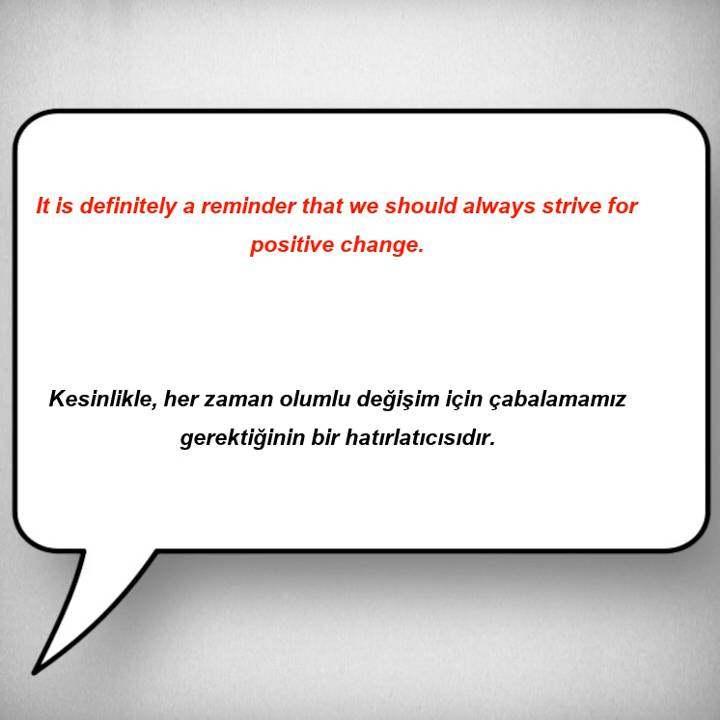 It is definitely a reminder that we should always strive for
positive change.
Kesinlikle, her zaman olumlu değişim için çabalamamız
gerektiğinin bir hatırlatıcısıdır.